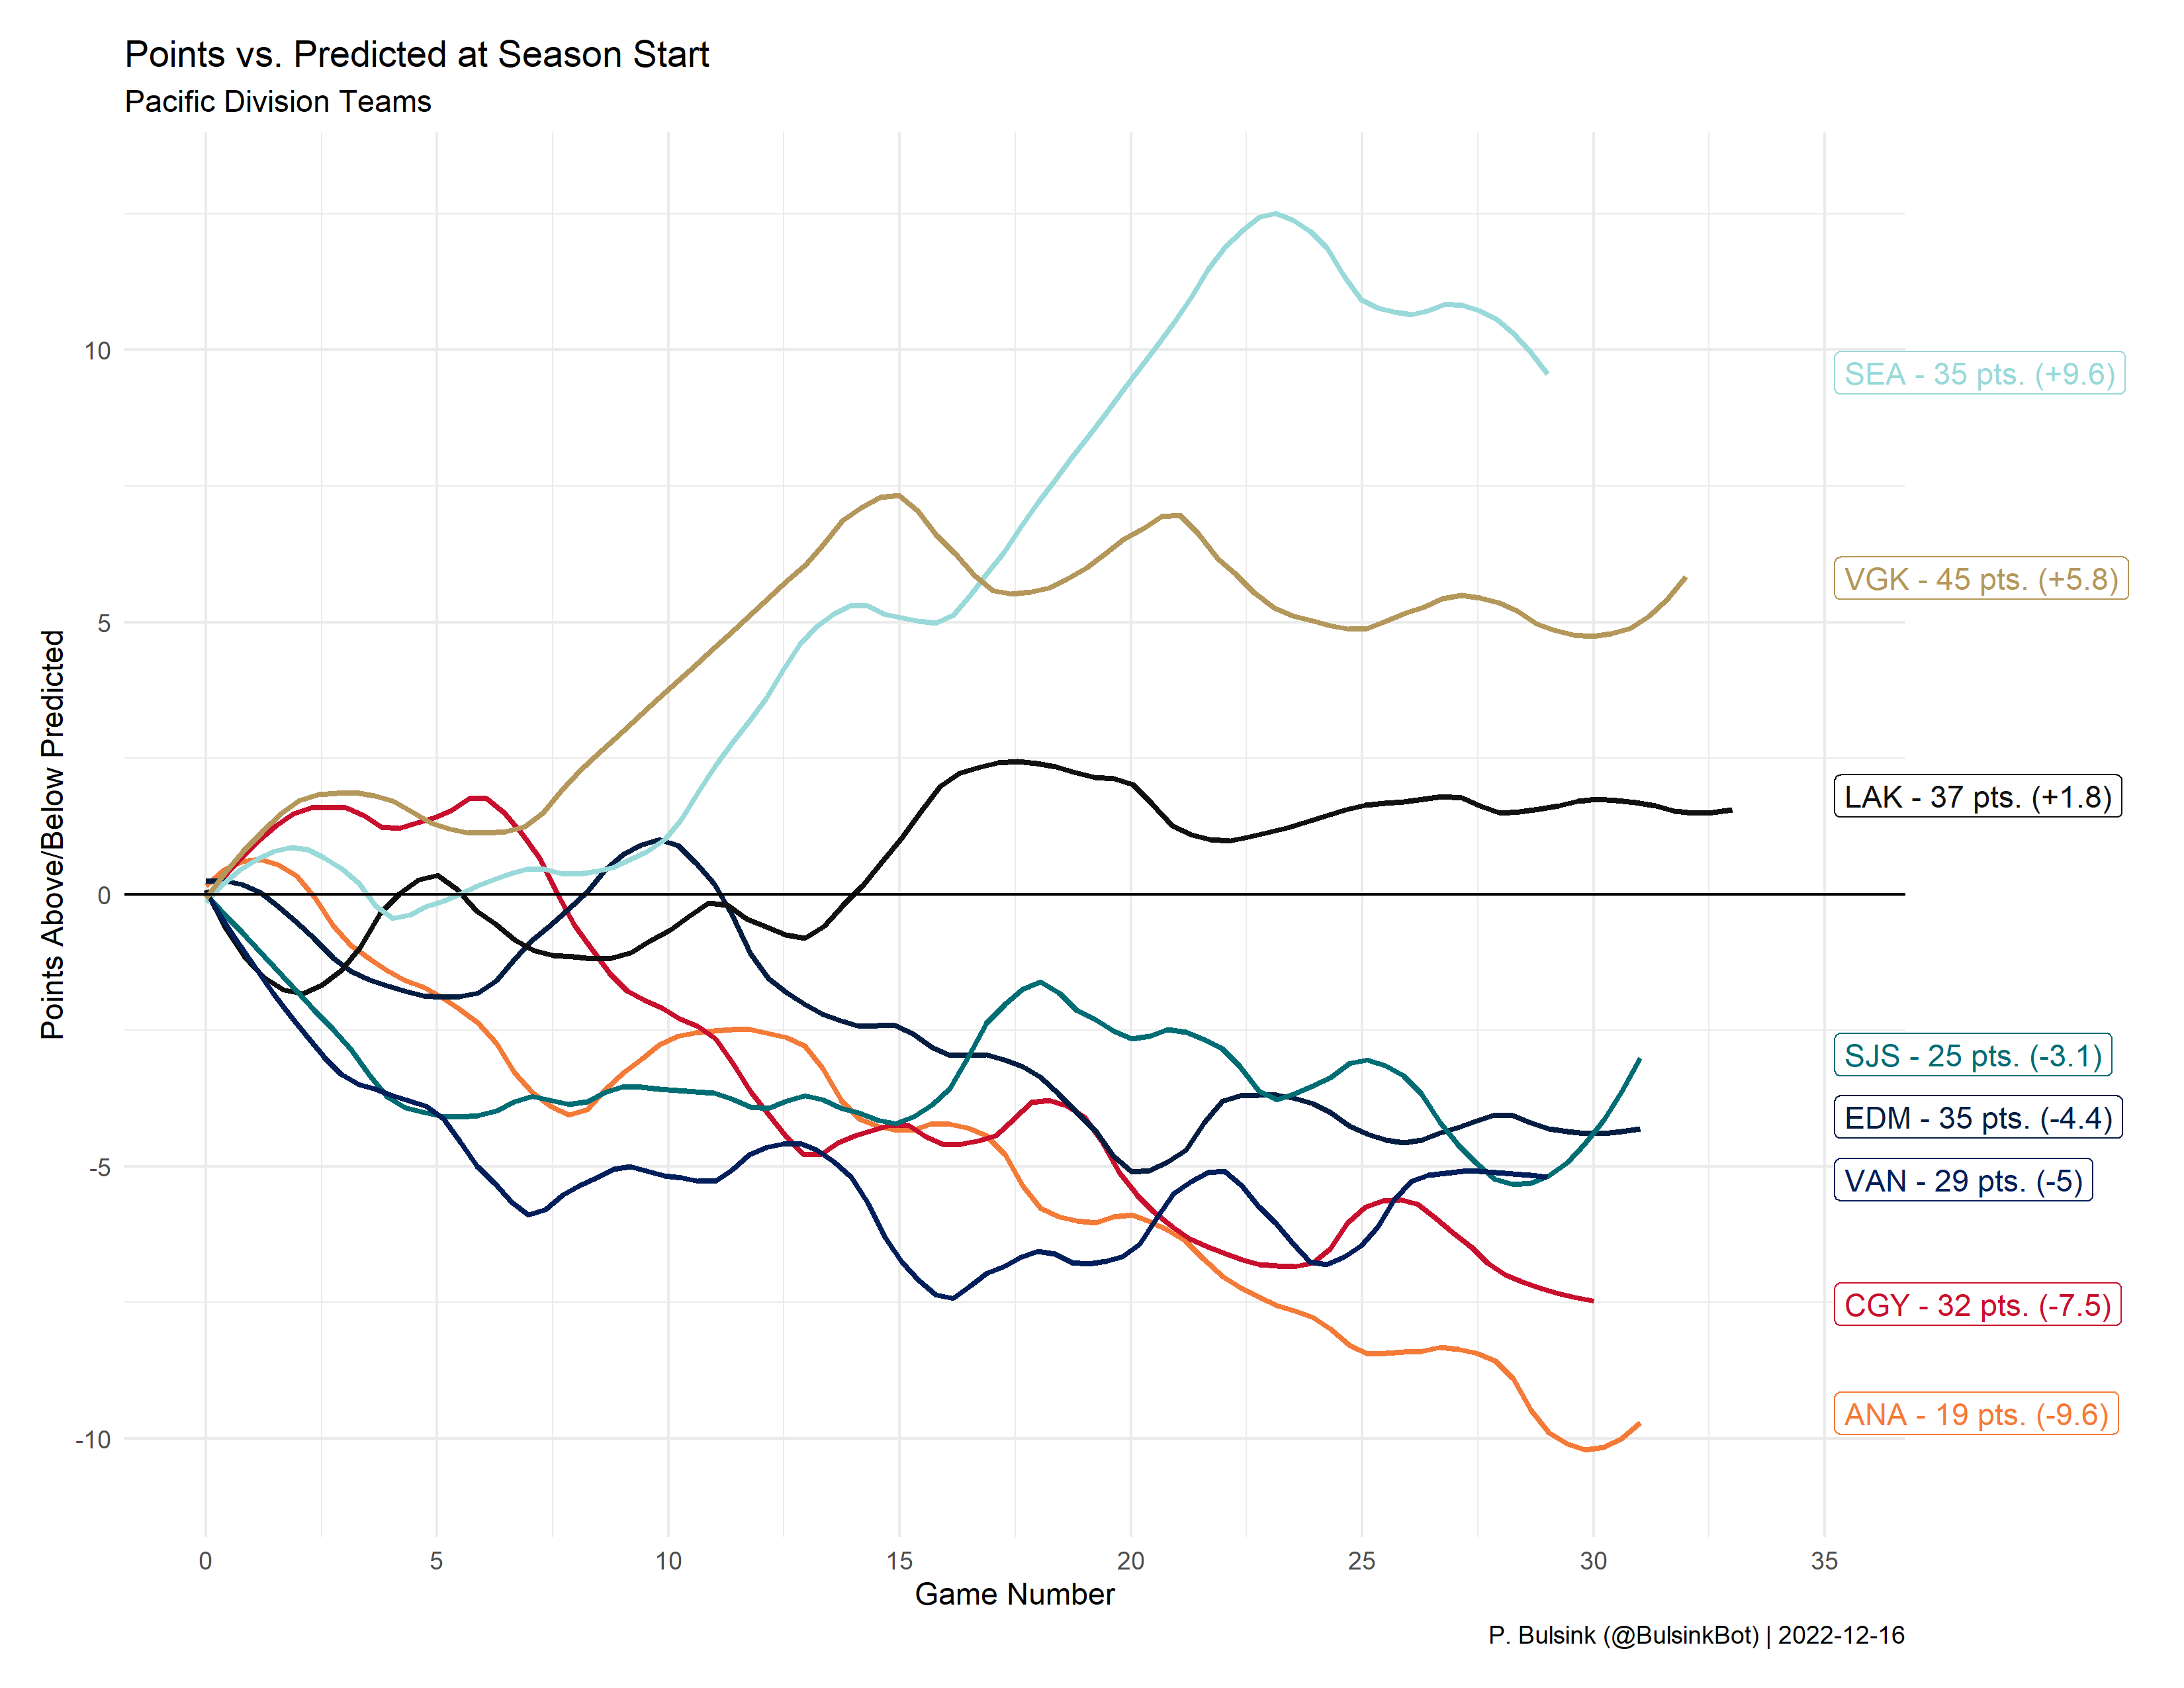 Points vs. Predicted at Season Start
Pacific Division Teams
Points Above/Below Predicted
10
5
0
-5
-10
SEA - 35 pts. (+9.6)
VGK - 45 pts. (+5.8)
LAK - 37 pts. (+1.8)
SJS - 25 pts. (-3.1)
EDM - 35 pts. (-4.4)
VAN - 29 pts. (-5)
CGY - 32 pts. (-7.5)
ANA - 19 pts. (-9.6)
0 5 10 15 20 25 30 35
Game Number
P. Bulsink (@BulsinkBot) | 2022-12-16